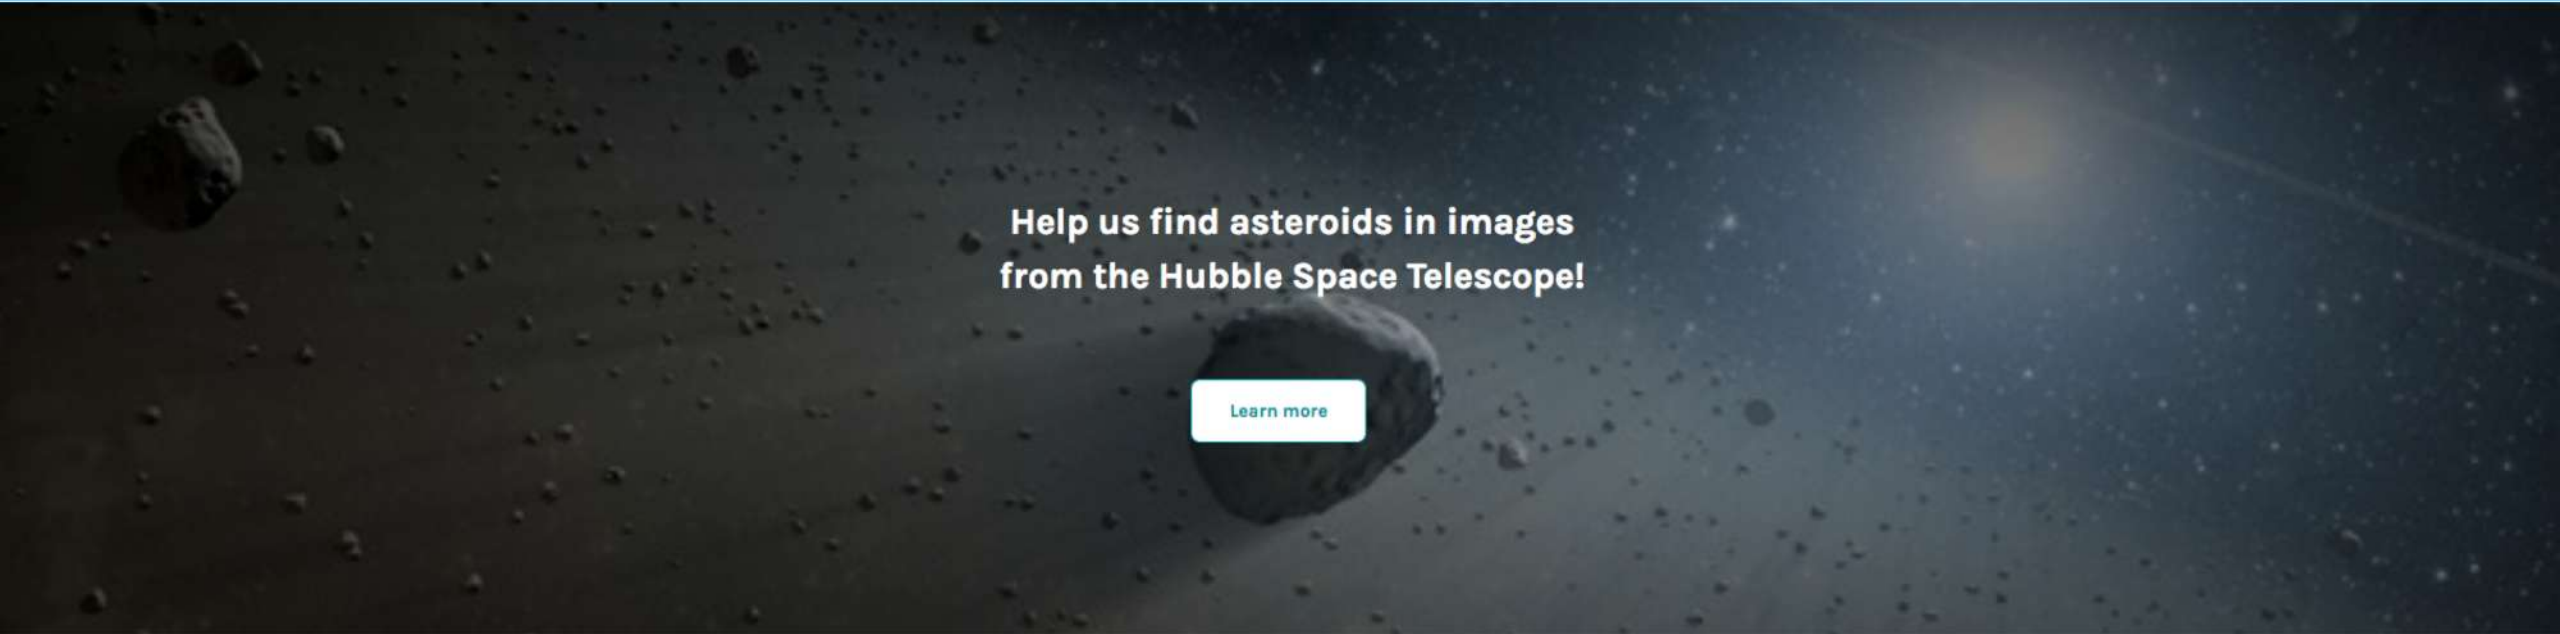 Help us find asteroids in images
from the Hubble Space Telescope!
Learn more